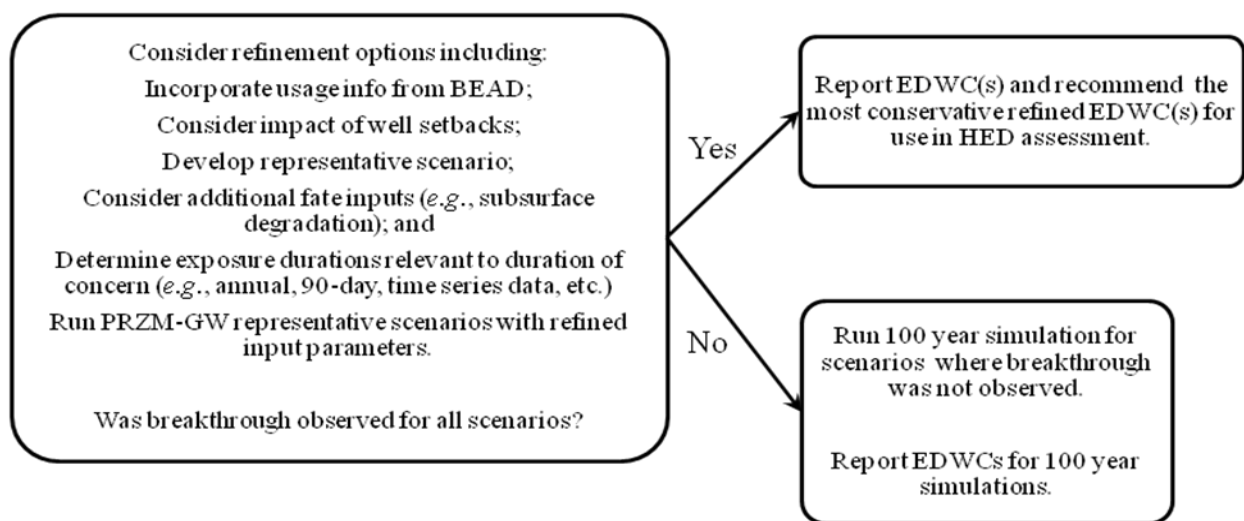 Consider refinement options including:
Incorporate usage info from BEAD;
Consider impact of well setbacks;
Develop representative scenario;
Consider additional fate inputs (e.g., subsurface
degradation); and
Determine exposure durations relevant to duration of
concern (e.g., annual, 90-day, time series data, etc.)
Run PRZM-GW representative scenarios with refined
input parameters.
Was breakthrough observed for all scenarios?
Yes
Report EDWC(s) and recommend the
most conservative refined EDWC(s) for
use in HED assessment.
No
Run 100 year simulation for
scenarios where breakthrough
was not observed.
Report EDWCs for 100 year
simulations.